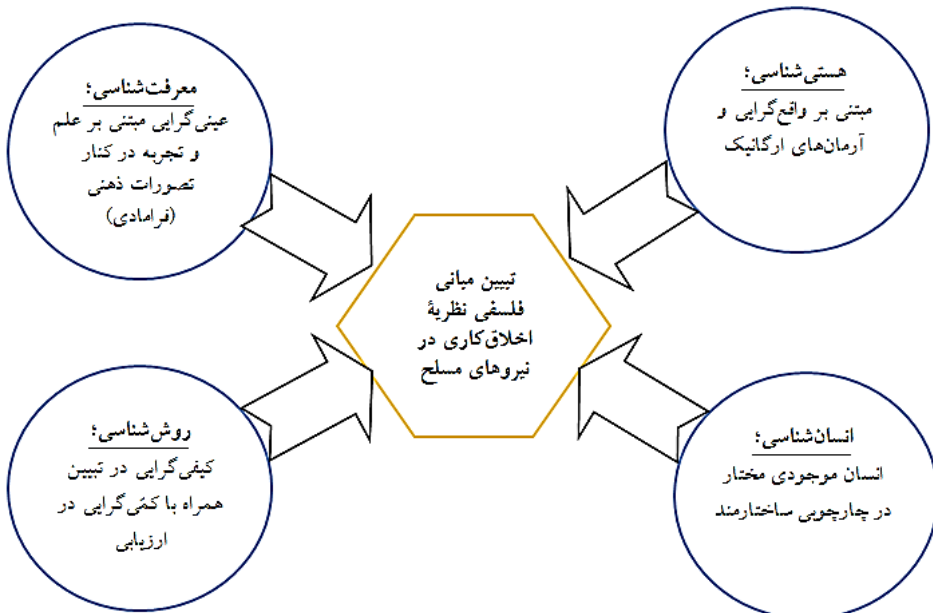 هستی‌شناسی؛
مبتنی بر واقع‌گرایی و
آرمان‌های ارگانیک
معرفت‌شناسی؛
عینی‌گرایی مبتنی بر علم
و تجربه در کنار
تصورات ذهنی
(فرامادی)
تبیین مبانی
فلسفی نظریهٔ
اخلاق‌کاری در
نیروهای مسلح
انسان‌شناسی؛
انسان موجودی مختار
در چارچوبی ساختارمند
روش‌شناسی؛
کیفی‌گرایی در تبیین
همراه با کمّی‌گرایی در
ارزیابی